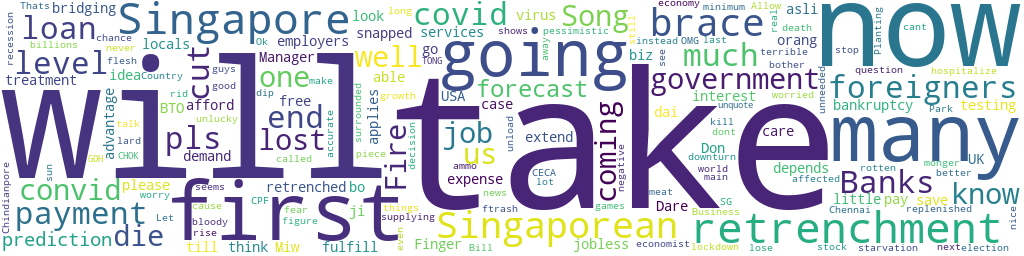 Thats
chance
bridging
Singapore
snapped
look
long
virus
covid
shows
pessimistic
Song
still
economy
minimum
Allow
real
asli
now
Planting
cant
recession
loan
billions
never
flesh
locals
Ok
employers
services
away
instead
OMG
last
brace
orang
death
stop
level
idea
Country
cut
Manager
guys
go
TONG
going
biz
see
much
terrible
bother
question
hospitalize
treatment
rid
BTO
good
one
make
well
able
USA
forecast
government
unneeded
foreigners
advantage
afford
unlucky
free
dip
growth
case
interest
unquote
worried
bankruptcy
Park
testing
will
talk
pls
lost
end
surrounded
applies
take
dai
many
lard
demand
accurate
job
unload
extend
coming
kill
dont
care
UK
GOH
CHOK
called
piece
Fire
decision
us
ammo
negative
Don
downturn
depends
rotten
monger
better
Chindianpore
sun
convid
please
worry
seems
retrenched
bo
expense
CECA
lot
meat
world
main
affected
Banks
know
payment
die
Let
cause
bloody
rise
CPF
first
fear
figure
ji
things
supplying
even
news
ftrash
Singaporean
games
Dare
SG
Business
retrenchment
little
pay
save
Chennai
replenished
nice
prediction
till
think
Miw
fulfill
Finger
Bill
jobless
economist
lockdown
lose
stock
starvation
next
election